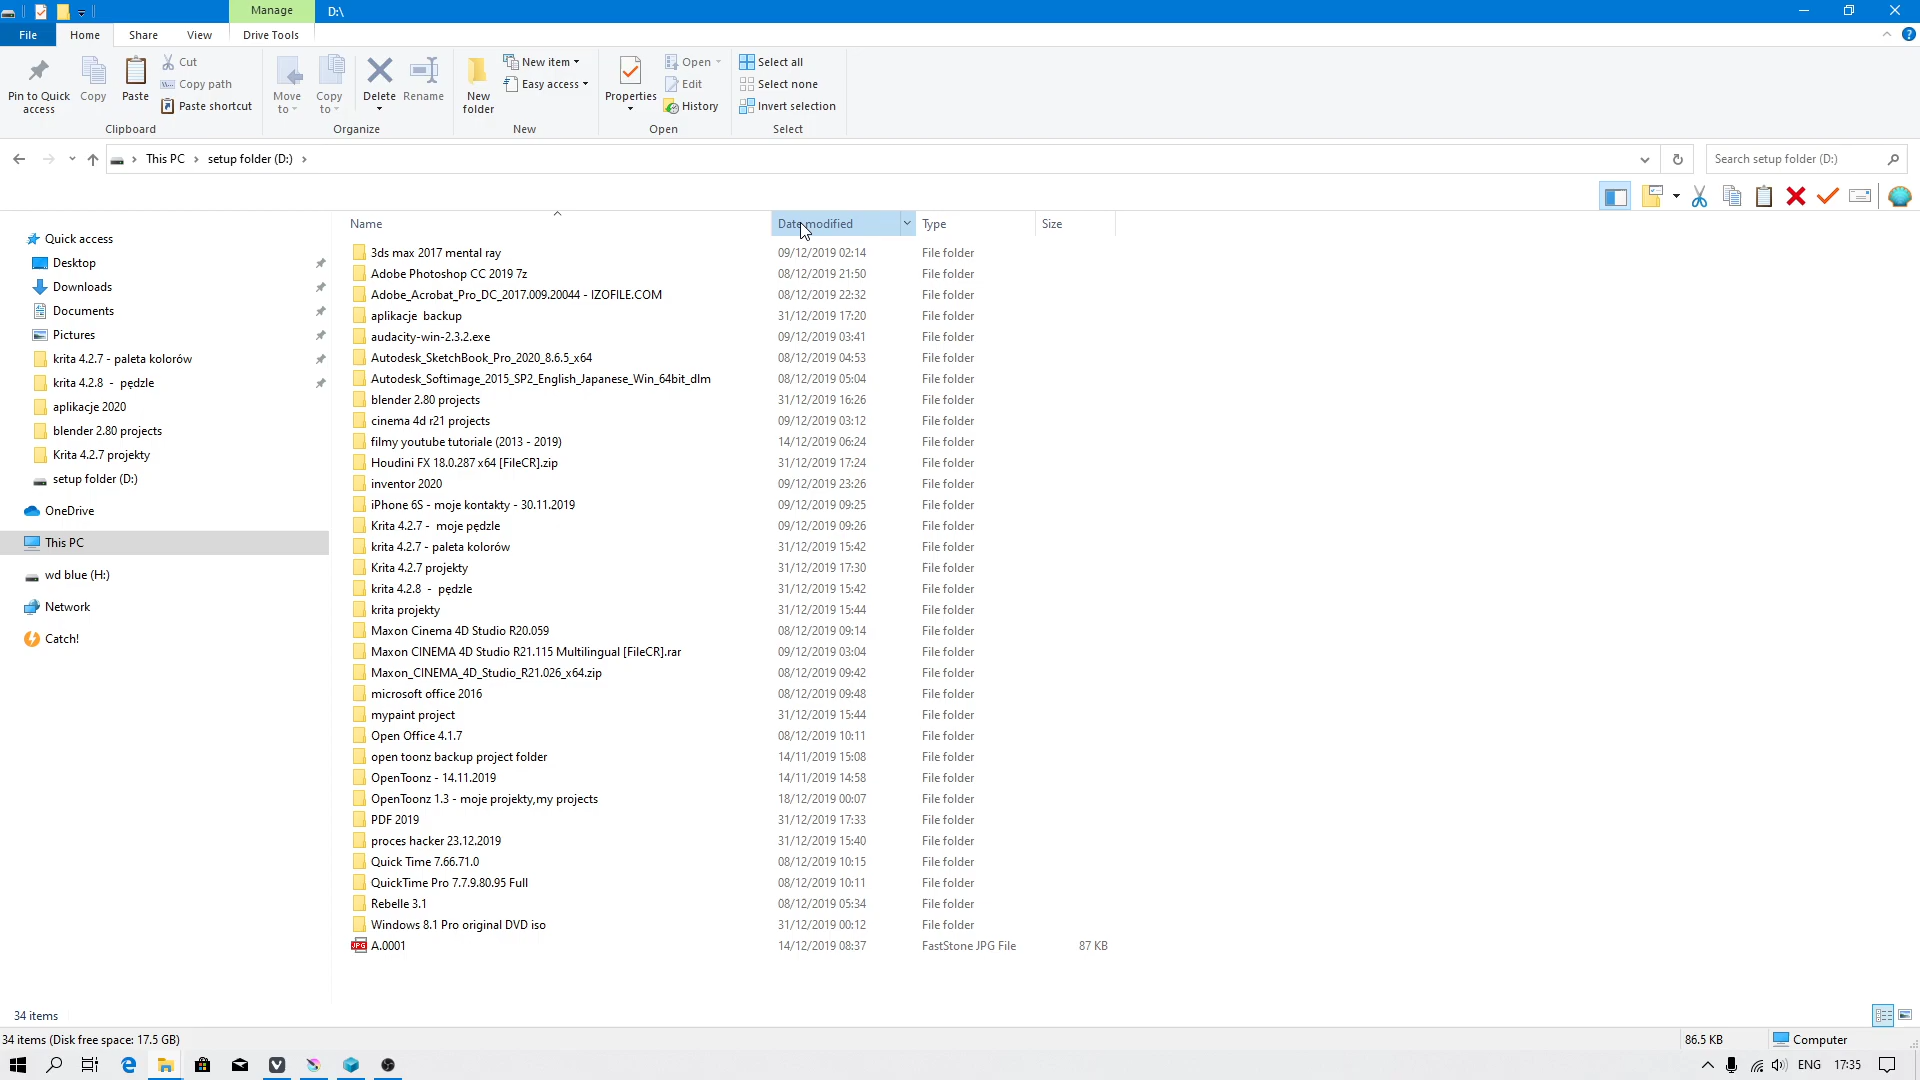 Manage
D:\
File
Home
Share
View
Drive Tools
Pin to Quick access
Copy
Paste
Cut
Copy path
Paste shortcut
Clipboard
Move to
Copy to
Delete
Rename
Organize
New folder
New item
Easy access
New
Properties
Open
Edit
History
Open
Select all
Select none
Invert selection
Select
This PC
setup folder (D:)
Search setup folder (D:)
Name
Date modified
Type
Size
Quick access
Desktop
Downloads
Documents
Pictures
krita 4.2.7 - paleta kolorów
krita 4.2.8 - pędzle
aplikacje 2020
blender 2.80 projects
Krita 4.2.7 projekty
setup folder (D:)
OneDrive
This PC
wd blue (H:)
Network
Catch!
3ds max 2017 mental ray 09/12/2019 02:14 File folder
Adobe Photoshop CC 2019 7z 08/12/2019 21:50 File folder
Adobe_Acrobat_Pro_DC_2017.009.20044 - IZOFILE.COM 08/12/2019 22:32 File folder
aplikacje backup 31/12/2019 17:20 File folder
audacity-win-2.3.2.exe 09/12/2019 03:41 File folder
Autodesk_SketchBook_Pro_2020_8.6.5_x64 08/12/2019 04:53 File folder
Autodesk_Softimage_2015_SP2_English_Japanese_Win_64bit_dlm 08/12/2019 05:04 File folder
blender 2.80 projects 31/12/2019 16:26 File folder
cinema 4d r21 projects 09/12/2019 03:12 File folder
filmy youtube tutoriale (2013 - 2019) 14/12/2019 06:24 File folder
Houdini FX 18.0.287 x64 [FileCR].zip 31/12/2019 17:24 File folder
inventor 2020 09/12/2019 23:26 File folder
iPhone 6S - moje kontakty - 30.11.2019 09/12/2019 09:25 File folder
Krita 4.2.7 - moje pędzle 09/12/2019 09:26 File folder
krita 4.2.7 - paleta kolorów 31/12/2019 15:42 File folder
Krita 4.2.7 projekty 31/12/2019 17:30 File folder
krita 4.2.8 - pędzle 31/12/2019 15:42 File folder
krita projekty 31/12/2019 15:44 File folder
Maxon Cinema 4D Studio R20.059 08/12/2019 09:14 File folder
Maxon CINEMA 4D Studio R21.115 Multilingual [FileCR].rar 09/12/2019 03:04 File folder
Maxon_CINEMA_4D_Studio_R21.026_x64.zip 08/12/2019 09:42 File folder
microsoft office 2016 08/12/2019 09:48 File folder
mypaint project 31/12/2019 15:44 File folder
Open Office 4.1.7 08/12/2019 10:11 File folder
open toonz backup project folder 14/11/2019 15:08 File folder
OpenToonz - 14.11.2019 14/11/2019 14:58 File folder
OpenToonz 1.3 - moje projekty,my projects 18/12/2019 00:07 File folder
PDF 2019 31/12/2019 17:33 File folder
proces hacker 23.12.2019 31/12/2019 15:40 File folder
Quick Time 7.66.71.0 08/12/2019 10:15 File folder
QuickTime Pro 7.7.9.80.95 Full 08/12/2019 10:11 File folder
Rebelle 3.1 08/12/2019 05:34 File folder
Windows 8.1 Pro original DVD iso 31/12/2019 00:12 File folder
JPG A.0001 14/12/2019 08:37 FastStone JPG File 87 KB
34 items
34 items (Disk free space: 17.5 GB)
86.5 KB
Computer
ENG
17:35